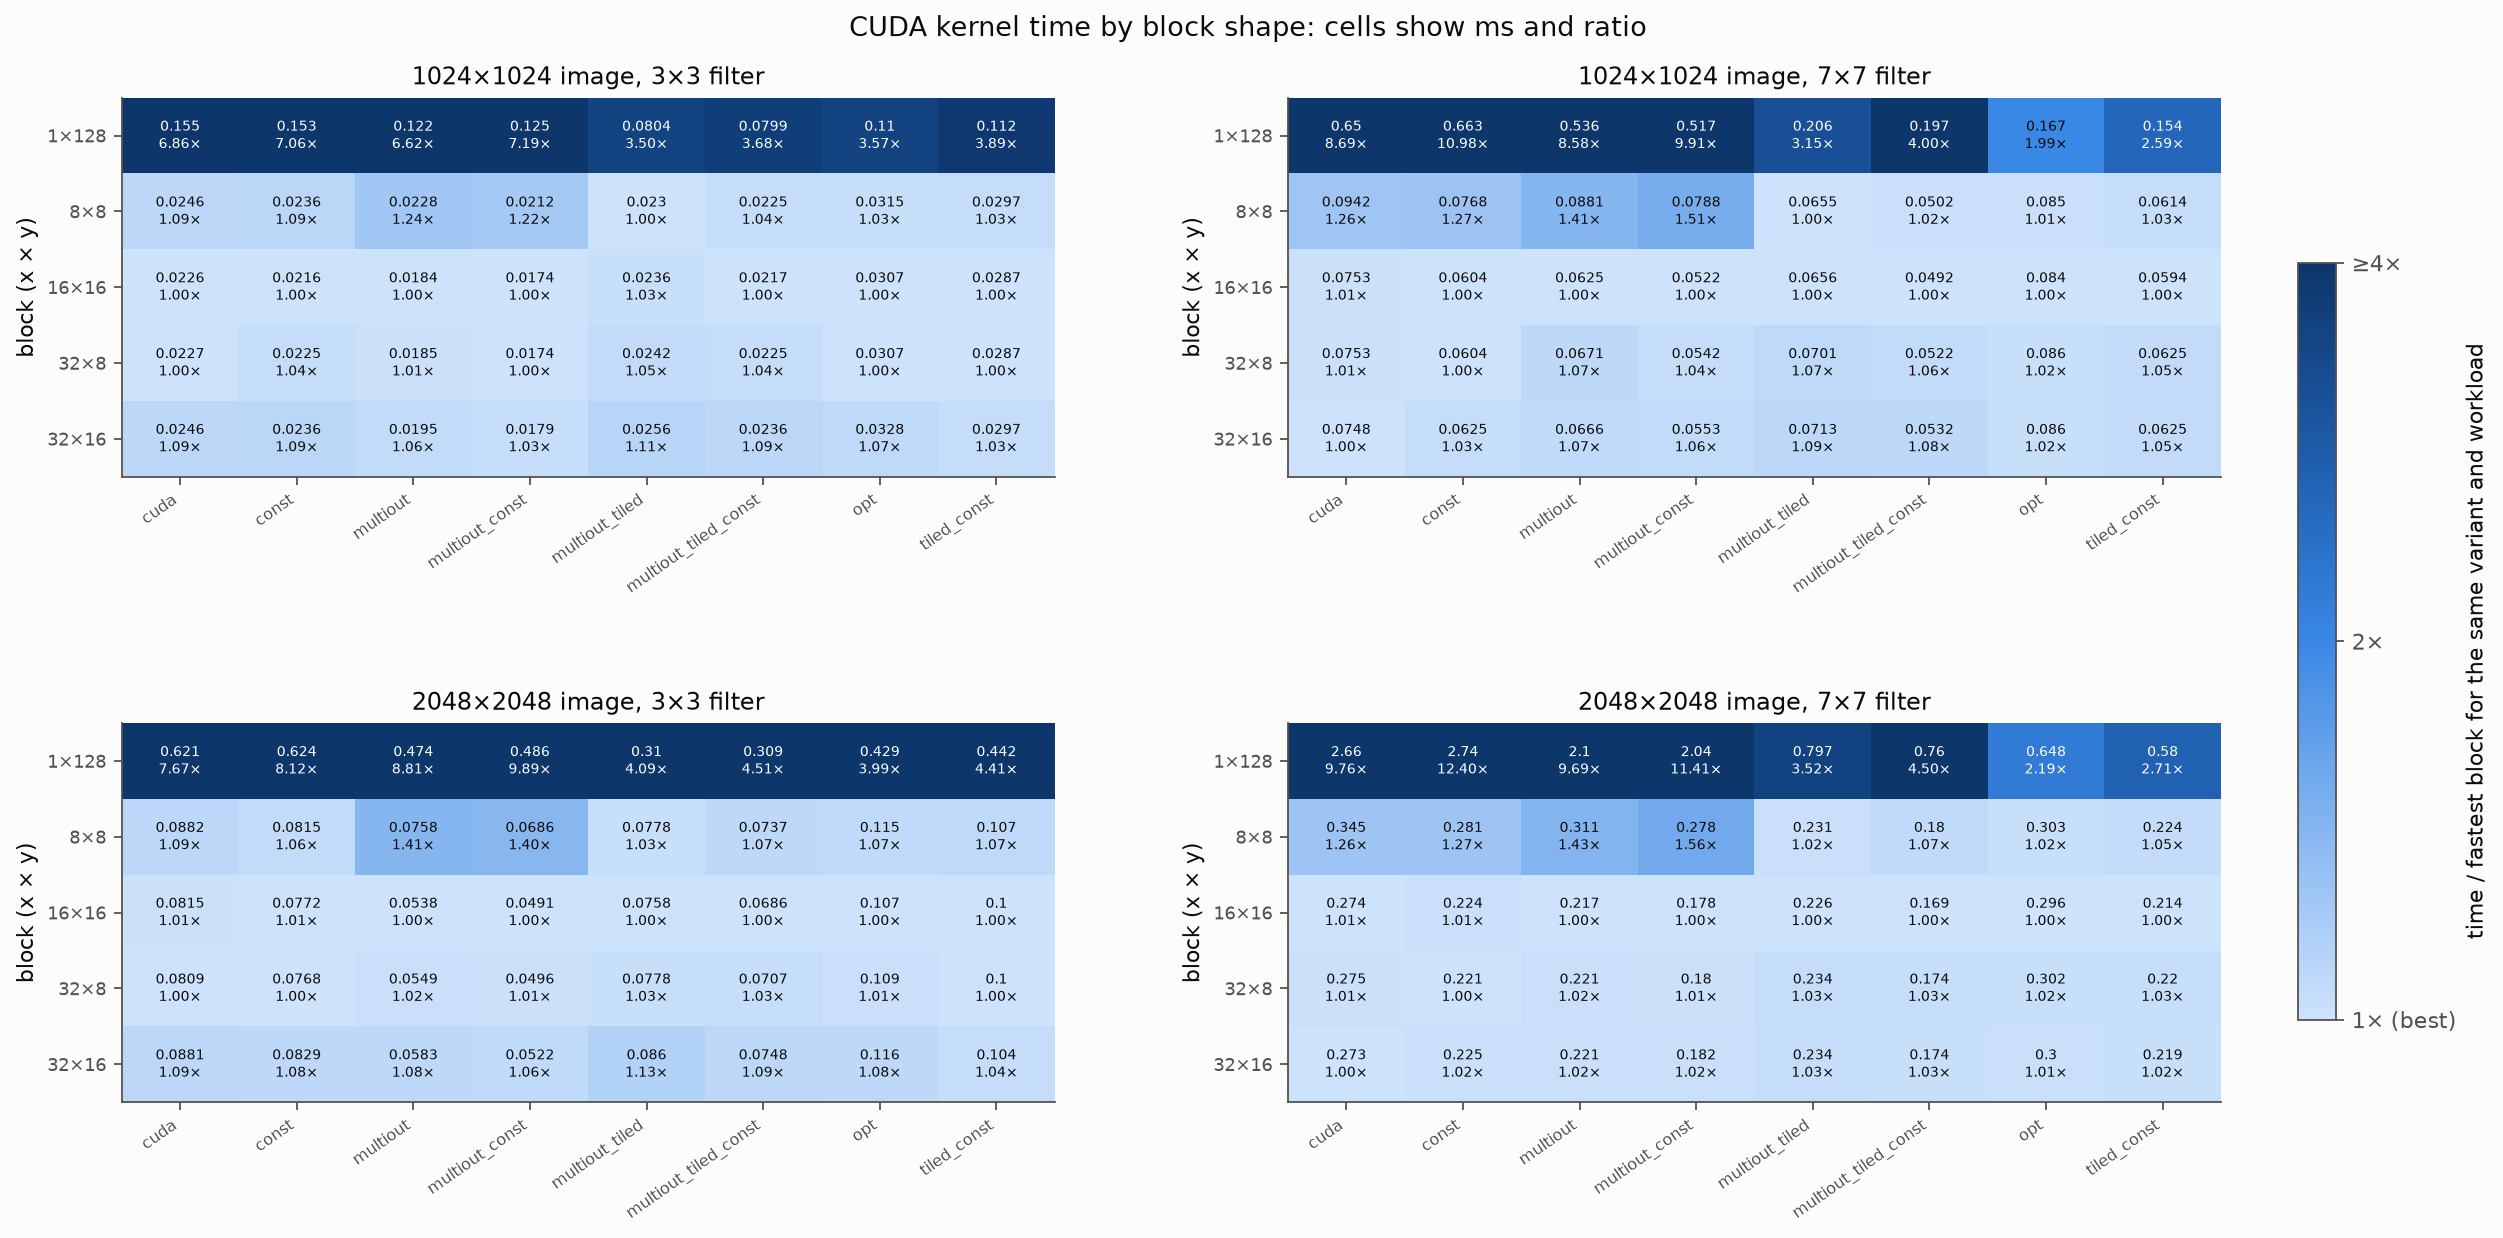 CUDA kernel time by block shape: cells show ms and ratio
1024×1024 image, 3×3 filter
block (x × y)
1×128
0.155 0.153 0.122 0.125 0.0804 0.0799 0.11 0.112
6.86× 7.06× 6.62× 7.19× 3.50× 3.68× 3.57× 3.89×
8×8
0.0246 0.0236 0.0228 0.0212 0.023 0.0225 0.0315 0.0297
1.09× 1.09× 1.24× 1.22× 1.00× 1.04× 1.03× 1.03×
16×16
0.0226 0.0216 0.0184 0.0174 0.0236 0.0217 0.0307 0.0287
1.00× 1.00× 1.00× 1.00× 1.03× 1.00× 1.00× 1.00×
32×8
0.0227 0.0225 0.0185 0.0174 0.0242 0.0225 0.0307 0.0287
1.00× 1.04× 1.01× 1.00× 1.05× 1.04× 1.00× 1.00×
32×16
0.0246 0.0236 0.0195 0.0179 0.0256 0.0236 0.0328 0.0297
1.09× 1.09× 1.06× 1.03× 1.11× 1.09× 1.07× 1.03×
cuda const multiout multiout_const multiout_tiled multiout_tiled_const opt tiled_const
1024×1024 image, 7×7 filter
block (x × y)
1×128
0.65 0.663 0.536 0.517 0.206 0.197 0.167 0.154
8.69× 10.98× 8.58× 9.91× 3.15× 4.00× 1.99× 2.59×
8×8
0.0942 0.0768 0.0881 0.0788 0.0655 0.0502 0.085 0.0614
1.26× 1.27× 1.41× 1.51× 1.00× 1.02× 1.01× 1.03×
16×16
0.0753 0.0604 0.0625 0.0522 0.0656 0.0492 0.084 0.0594
1.01× 1.00× 1.00× 1.00× 1.00× 1.00× 1.00× 1.00×
32×8
0.0753 0.0604 0.0671 0.0542 0.0701 0.0522 0.086 0.0625
1.01× 1.00× 1.07× 1.04× 1.07× 1.06× 1.02× 1.05×
32×16
0.0748 0.0625 0.0666 0.0553 0.0713 0.0532 0.086 0.0625
1.00× 1.03× 1.07× 1.06× 1.09× 1.08× 1.02× 1.05×
cuda const multiout multiout_const multiout_tiled multiout_tiled_const opt tiled_const
2048×2048 image, 3×3 filter
block (x × y)
1×128
0.621 0.624 0.474 0.486 0.31 0.309 0.429 0.442
7.67× 8.12× 8.81× 9.89× 4.09× 4.51× 3.99× 4.41×
8×8
0.0882 0.0815 0.0758 0.0686 0.0778 0.0737 0.115 0.107
1.09× 1.06× 1.41× 1.40× 1.03× 1.07× 1.07× 1.07×
16×16
0.0815 0.0772 0.0538 0.0491 0.0758 0.0686 0.107 0.1
1.01× 1.01× 1.00× 1.00× 1.00× 1.00× 1.00× 1.00×
32×8
0.0809 0.0768 0.0549 0.0496 0.0778 0.0707 0.109 0.1
1.00× 1.00× 1.02× 1.01× 1.03× 1.03× 1.01× 1.00×
32×16
0.0881 0.0829 0.0583 0.0522 0.086 0.0748 0.116 0.104
1.09× 1.08× 1.08× 1.06× 1.13× 1.09× 1.08× 1.04×
cuda const multiout multiout_const multiout_tiled multiout_tiled_const opt tiled_const
2048×2048 image, 7×7 filter
block (x × y)
1×128
2.66 2.74 2.1 2.04 0.797 0.76 0.648 0.58
9.76× 12.40× 9.69× 11.41× 3.52× 4.50× 2.19× 2.71×
8×8
0.345 0.281 0.311 0.278 0.231 0.18 0.303 0.224
1.26× 1.27× 1.43× 1.56× 1.02× 1.07× 1.02× 1.05×
16×16
0.274 0.224 0.217 0.178 0.226 0.169 0.296 0.214
1.01× 1.01× 1.00× 1.00× 1.00× 1.00× 1.00× 1.00×
32×8
0.275 0.221 0.221 0.18 0.234 0.174 0.302 0.22
1.01× 1.00× 1.02× 1.01× 1.03× 1.03× 1.02× 1.03×
32×16
0.273 0.225 0.221 0.182 0.234 0.174 0.3 0.219
1.00× 1.02× 1.02× 1.02× 1.03× 1.03× 1.01× 1.02×
cuda const multiout multiout_const multiout_tiled multiout_tiled_const opt tiled_const
≥4×
2×
1× (best)
time / fastest block for the same variant and workload